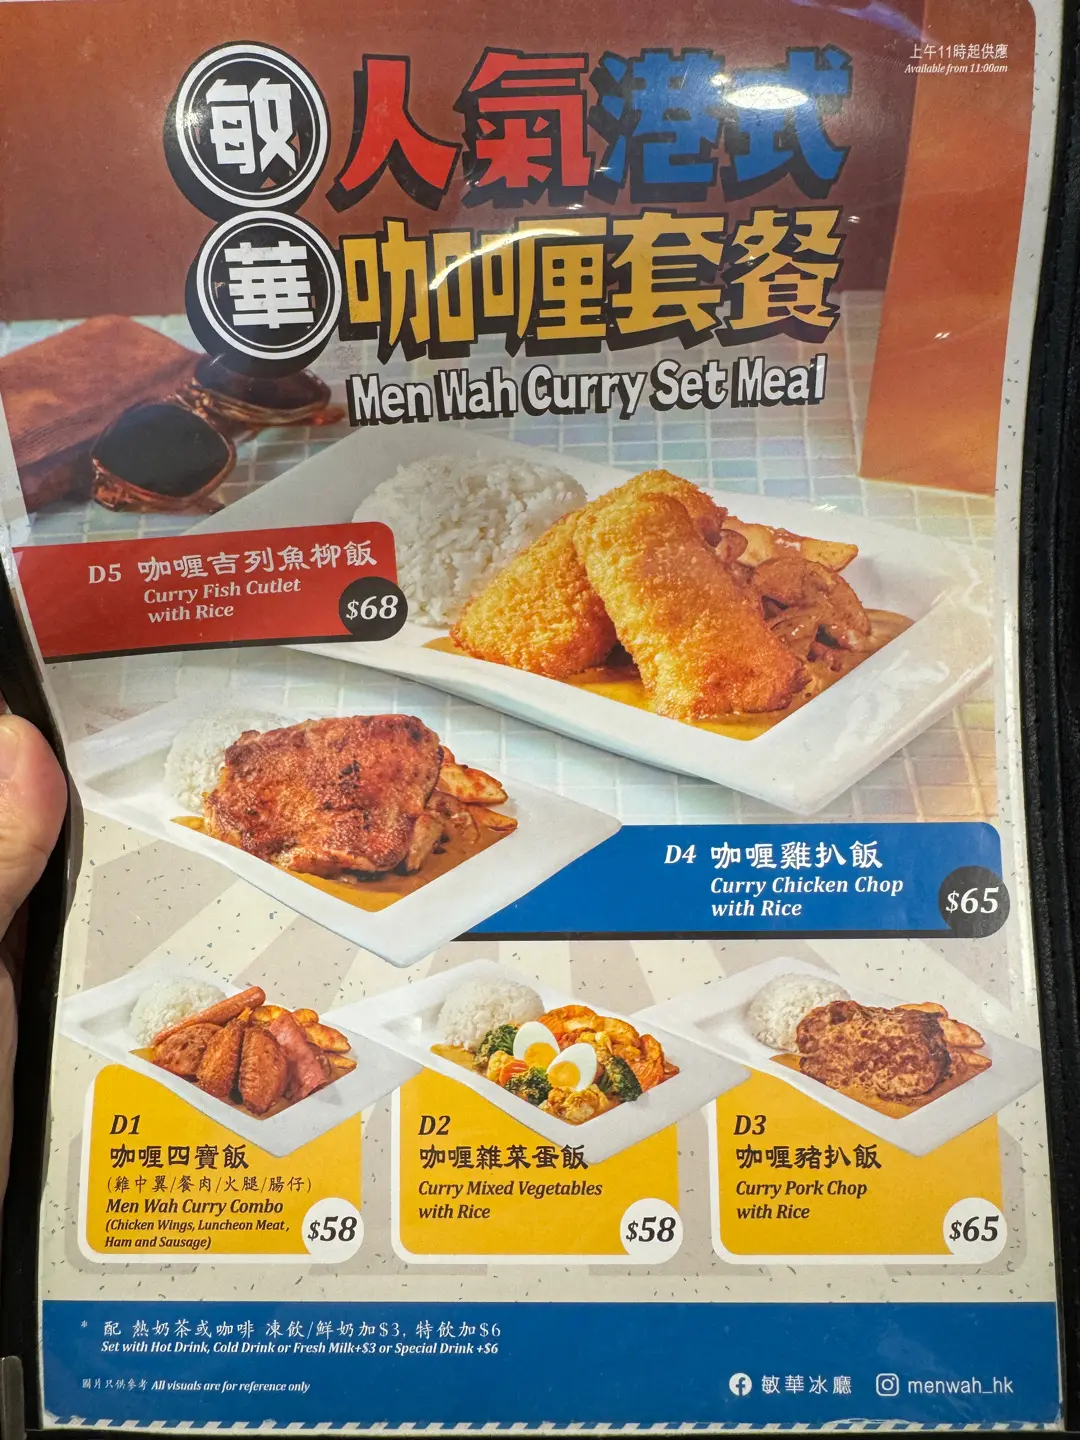 上午11時起供應
Available from 11:00am
敏華
人氣港式
咖喱套餐
Men Wah Curry Set Meal
D5 咖喱吉列魚柳飯
Curry Fish Cutlet
with Rice
$68
D4 咖喱雞扒飯
Curry Chicken Chop
with Rice
$65
D1
咖喱四寶飯
(雞中翼/餐肉/火腿/腸仔)
Men Wah Curry Combo
(Chicken Wings, Luncheon Meat,
Ham and Sausage)
$58
D2
咖喱雜菜蛋飯
Curry Mixed Vegetables
with Rice
$58
D3
咖喱豬扒飯
Curry Pork Chop
with Rice
$65
* 配 熱奶茶或咖啡 凍飲/鮮奶加$3, 特飲加$6
Set with Hot Drink, Cold Drink or Fresh Milk+$3 or Special Drink +$6
圖片只供參考 All visuals are for reference only
敏華冰廳 menwah_hk